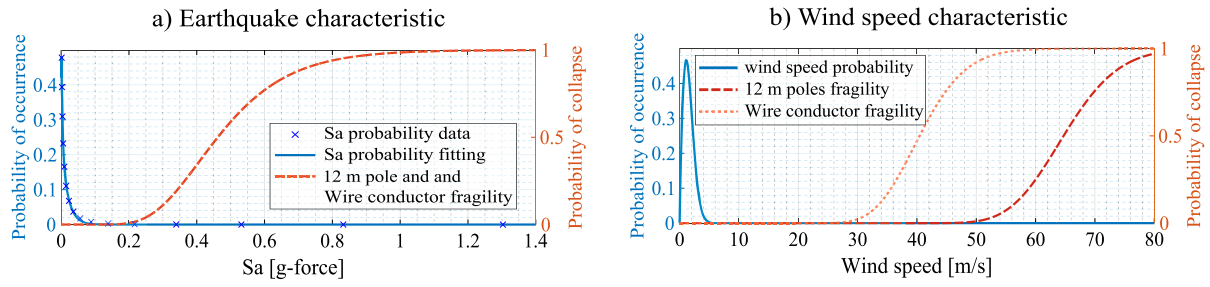 a) Earthquake characteristic
Probability of occurrence
0.4
0.3
0.2
0.1
0
0
0.2
0.4
0.6
0.8
1
1.2
1.4
Sa [g-force]
1
0.5
0
Probability of collapse
Sa probability data
Sa probability fitting
12 m pole and and
Wire conductor fragility
b) Wind speed characteristic
Probability of occurrence
0.4
0.3
0.2
0.1
0
0
10
20
30
40
50
60
70
80
Wind speed [m/s]
1
0.5
0
Probability of collapse
wind speed probability
12 m poles fragility
Wire conductor fragility